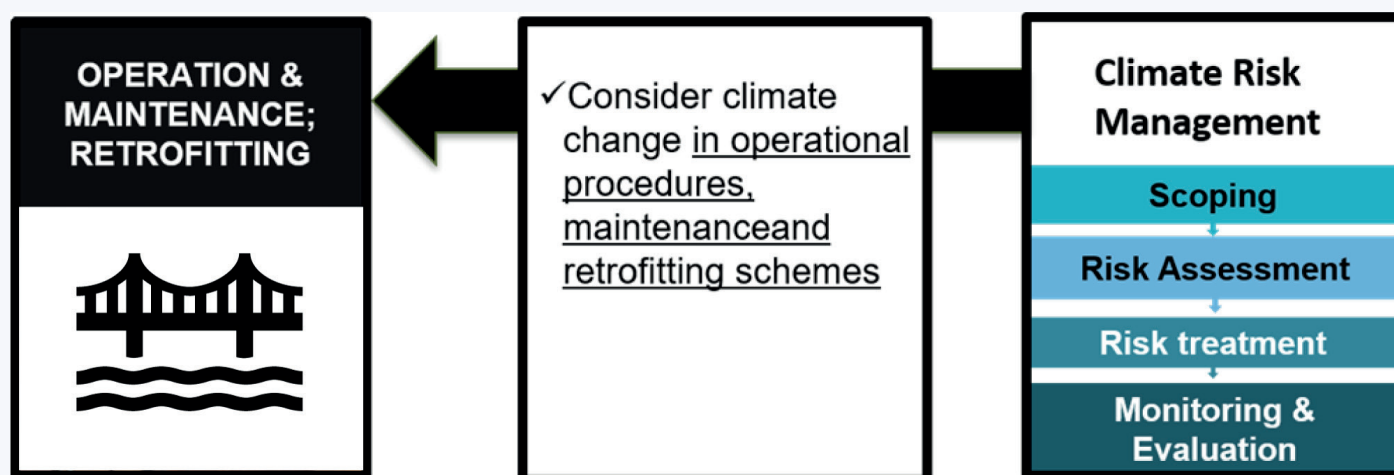 OPERATION &
MAINTENANCE;
RETROFITTING
✓Consider climate
change in operational
procedures,
maintenanceand
retrofitting schemes
Climate Risk
Management
Scoping
Risk Assessment
Risk treatment
Monitoring &
Evaluation